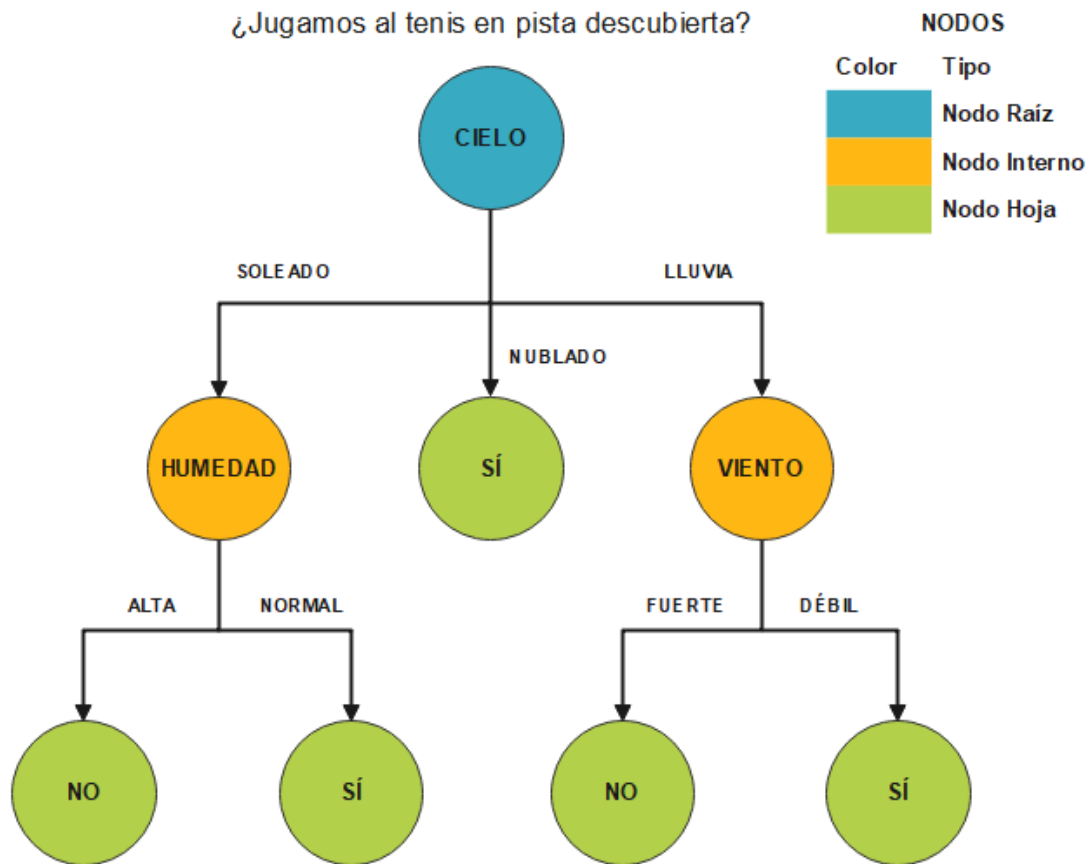 ¿Jugamos al tenis en pista descubierta?
NODOS
Color Tipo
Nodo Raíz
Nodo Interno
Nodo Hoja
CIELO
SOLEADO
LLUVIA
NUBLADO
HUMEDAD
SÍ
VIENTO
ALTA
NORMAL
FUERTE
DÉBIL
NO
SÍ
NO
SÍ